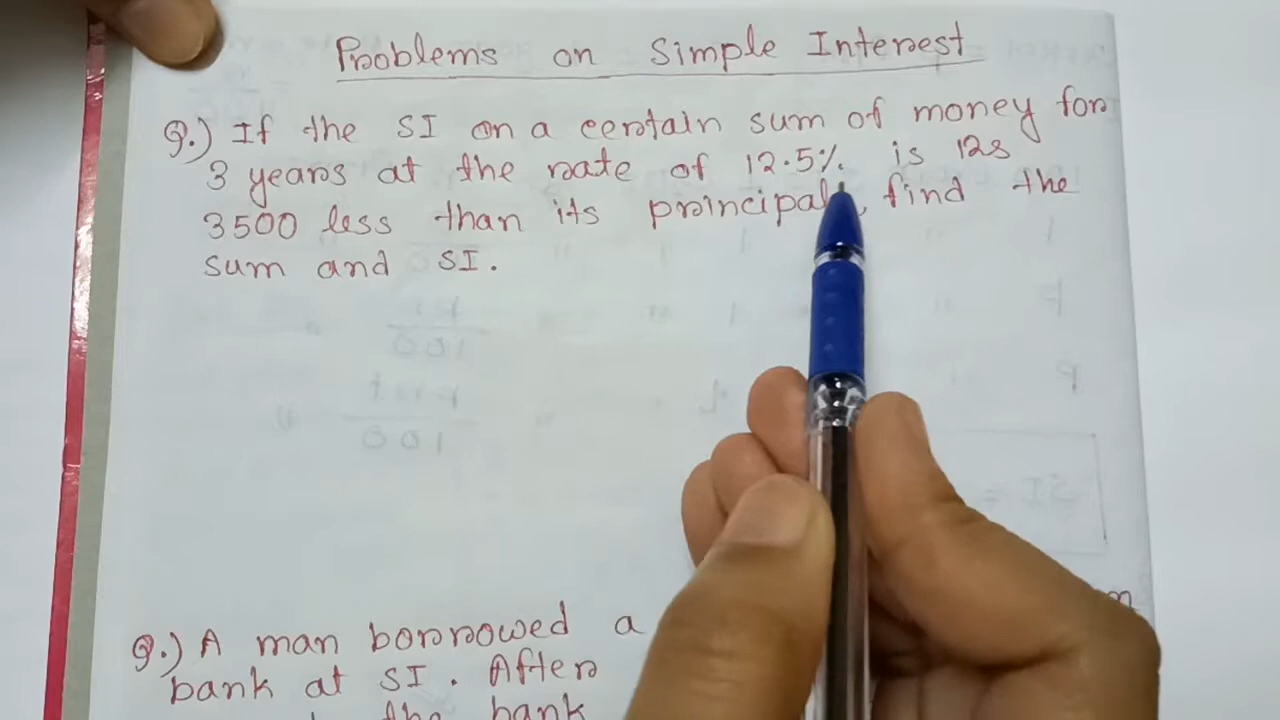 Problems on Simple Interest
Q.) If the SI on a certain sum of money for
3 years at the rate of 12.5% is Rs
3500 less than its principal, find the
sum and SI.
Q.) A man borrowed a
bank at SI. After
the bank